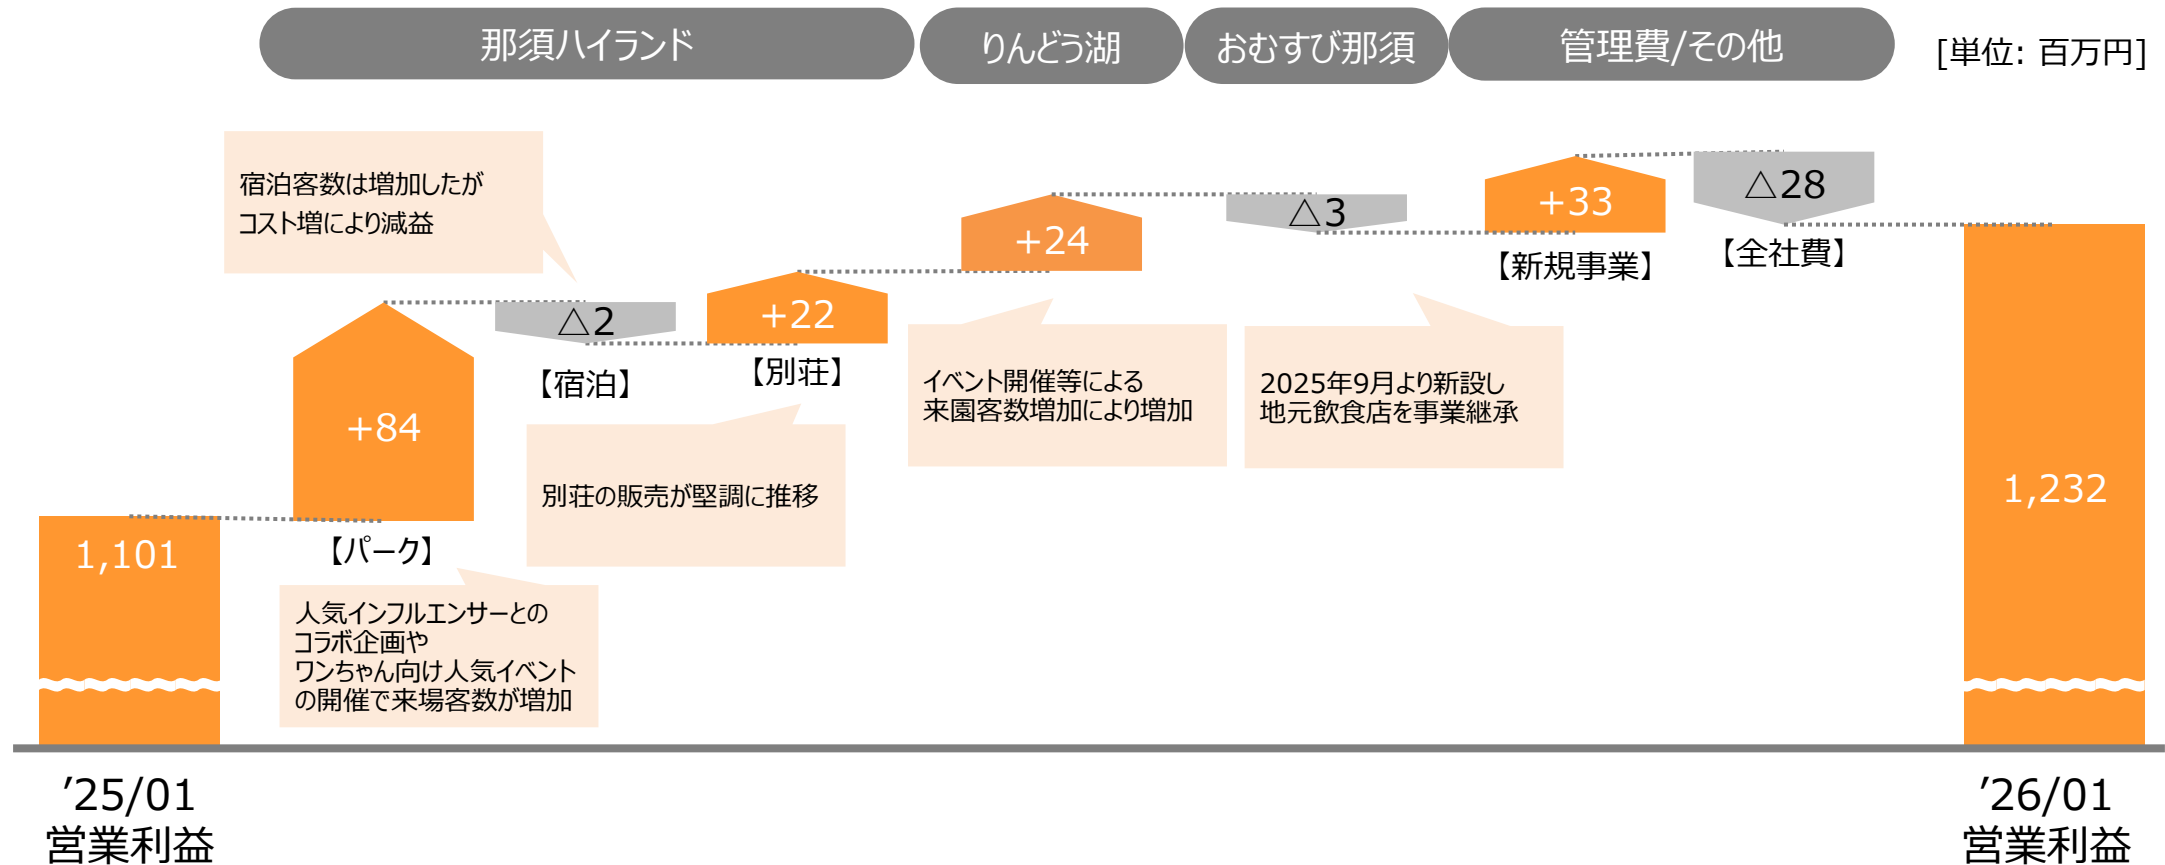 那須ハイランド
りんどう湖
おむすび那須
管理費/その他
[単位: 百万円]
宿泊客数は増加したが
コスト増により減益
+84
【パーク】
△2
【宿泊】
+22
【別荘】
+24
△3
+33
【新規事業】
△28
【全社費】
別荘の販売が堅調に推移
イベント開催等による
来園客数増加により増加
2025年9月より新設し
地元飲食店を事業継承
人気インフルエンサーとの
コラボ企画や
ワンちゃん向け人気イベント
の開催で来場客数が増加
1,101
1,232
’25/01
営業利益
’26/01
営業利益